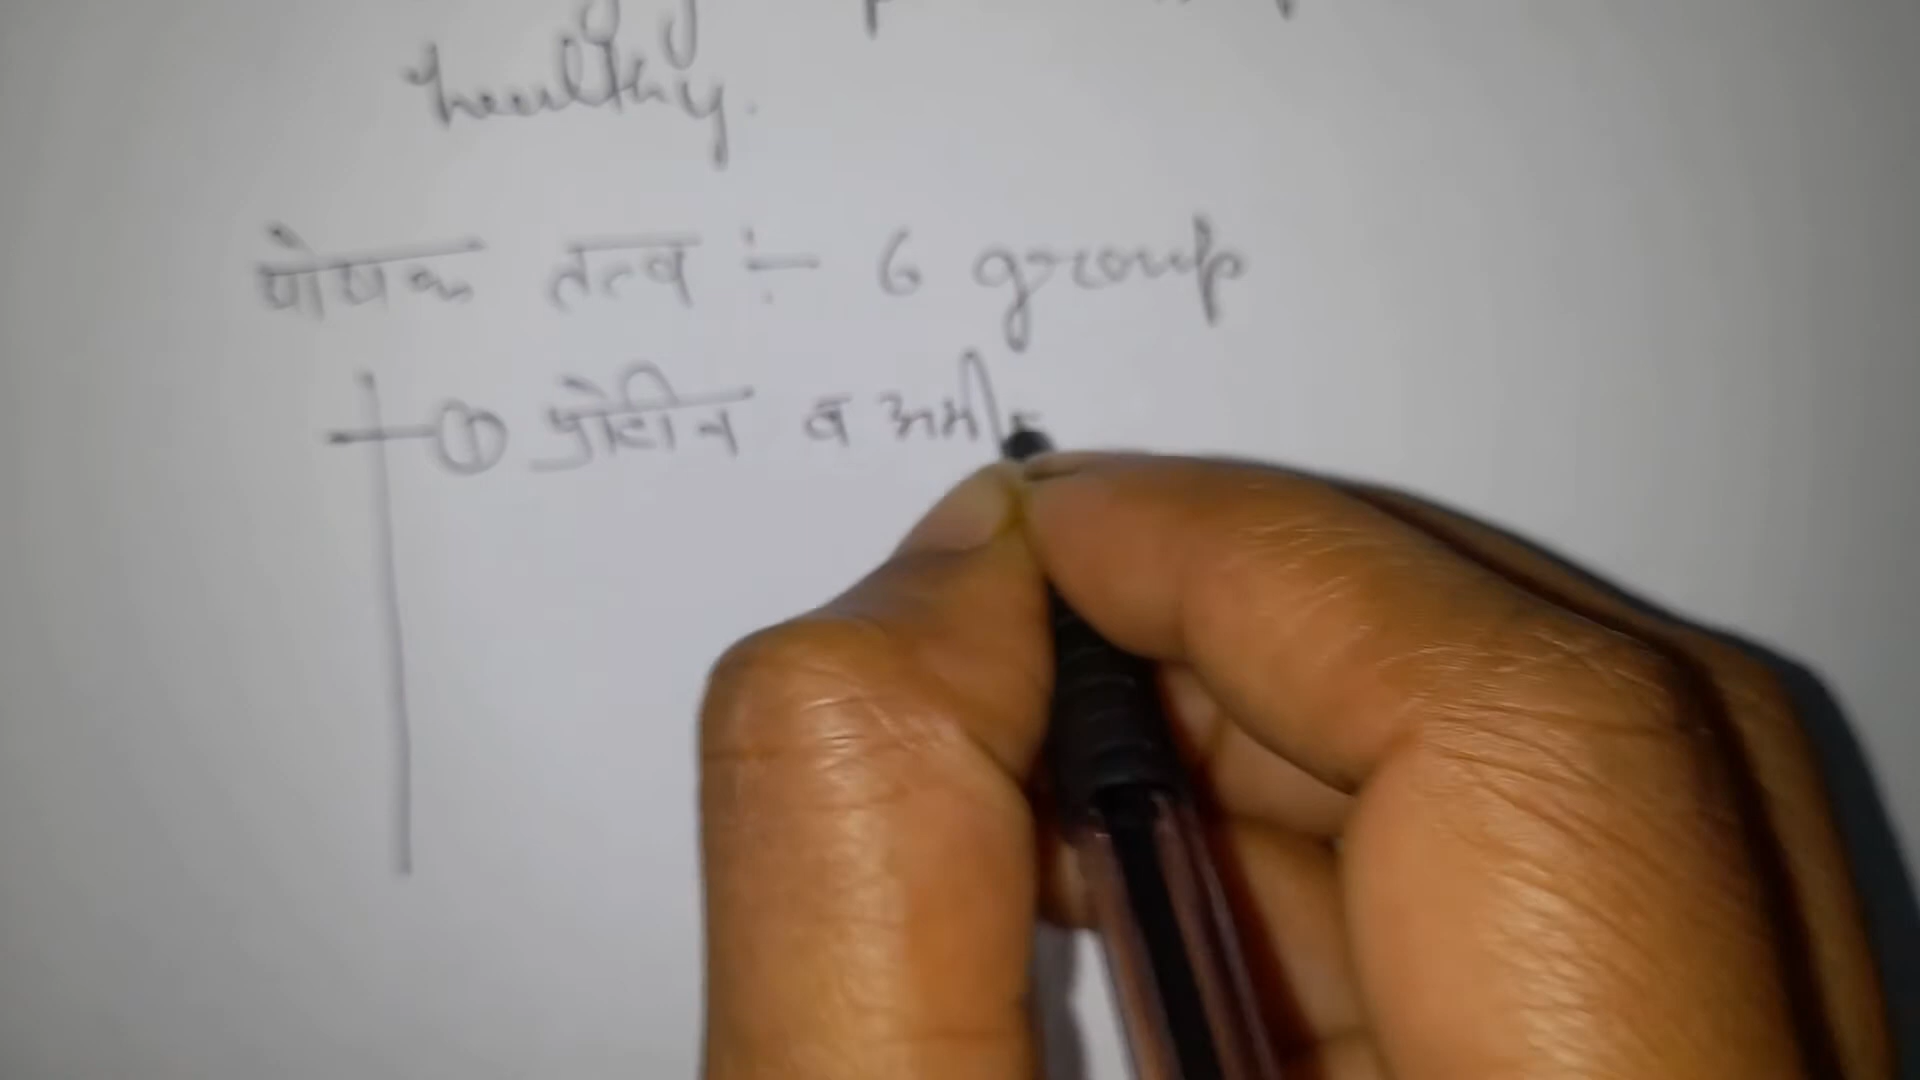 healthy.
पोषक तत्व ÷ 6 group
① प्रोटीन व अमी